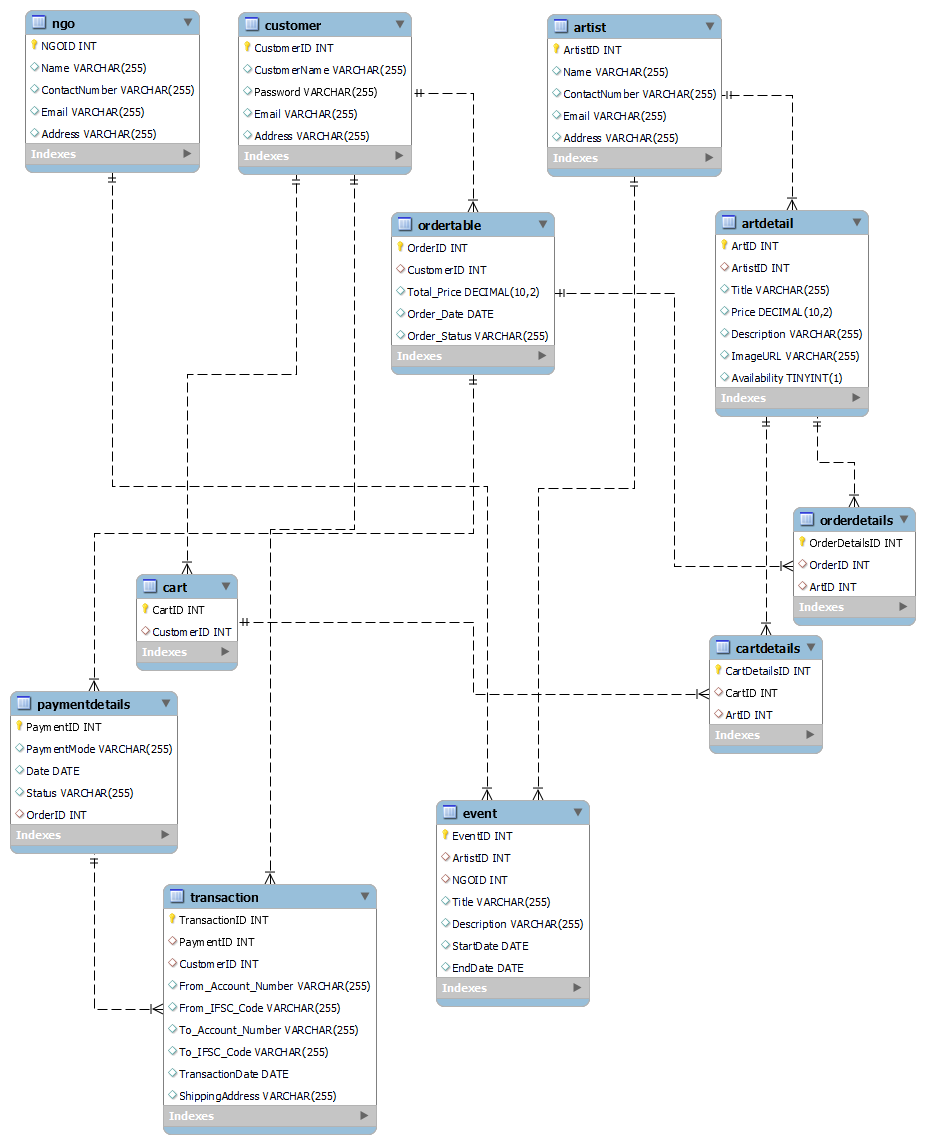 ngo
NGOID INT
Name VARCHAR(255)
ContactNumber VARCHAR(255)
Email VARCHAR(255)
Address VARCHAR(255)
Indexes
customer
CustomerID INT
CustomerName VARCHAR(255)
Password VARCHAR(255)
Email VARCHAR(255)
Address VARCHAR(255)
Indexes
artist
ArtistID INT
Name VARCHAR(255)
ContactNumber VARCHAR(255)
Email VARCHAR(255)
Address VARCHAR(255)
Indexes
ordertable
OrderID INT
CustomerID INT
Total_Price DECIMAL(10,2)
Order_Date DATE
Order_Status VARCHAR(255)
Indexes
artdetail
ArtID INT
ArtistID INT
Title VARCHAR(255)
Price DECIMAL(10,2)
Description VARCHAR(255)
ImageURL VARCHAR(255)
Availability TINYINT(1)
Indexes
orderdetails
OrderDetailsID INT
OrderID INT
ArtID INT
Indexes
cart
CartID INT
CustomerID INT
Indexes
cartdetails
CartDetailsID INT
CartID INT
ArtID INT
Indexes
paymentdetails
PaymentID INT
PaymentMode VARCHAR(255)
Date DATE
Status VARCHAR(255)
OrderID INT
Indexes
event
EventID INT
ArtistID INT
NGOID INT
Title VARCHAR(255)
Description VARCHAR(255)
StartDate DATE
EndDate DATE
Indexes
transaction
TransactionID INT
PaymentID INT
CustomerID INT
From_Account_Number VARCHAR(255)
From_IFSC_Code VARCHAR(255)
To_Account_Number VARCHAR(255)
To_IFSC_Code VARCHAR(255)
TransactionDate DATE
ShippingAddress VARCHAR(255)
Indexes